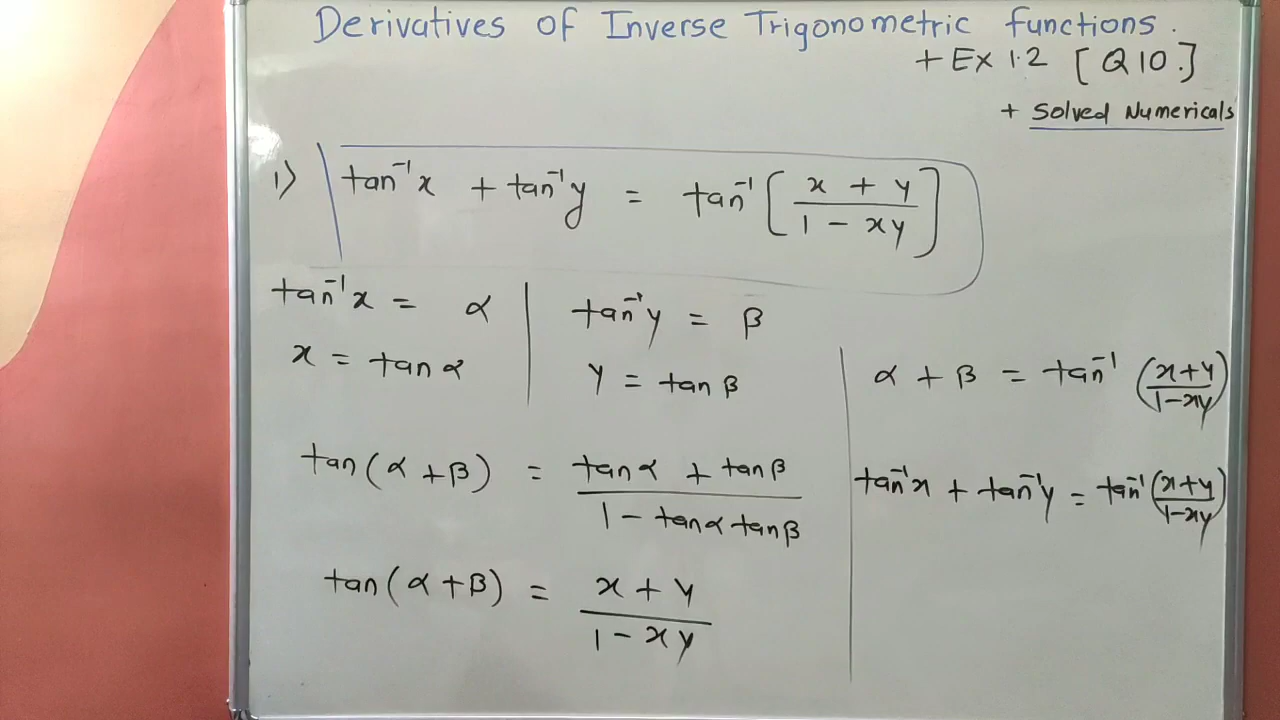 Derivatives of Inverse Trigonometric functions.
+ Ex 1.2 [Q10.]
+ Solved Numericals
1) tan⁻¹x + tan⁻¹y = tan⁻¹[(x + y)/(1 - xy)]
tan⁻¹x = α
x = tan α
tan⁻¹y = β
y = tan β
tan(α + β) = (tan α + tan β)/(1 - tan α tan β)
tan(α + β) = (x + y)/(1 - xy)
α + β = tan⁻¹((x+y)/(1-xy))
tan⁻¹x + tan⁻¹y = tan⁻¹((x+y)/(1-xy))